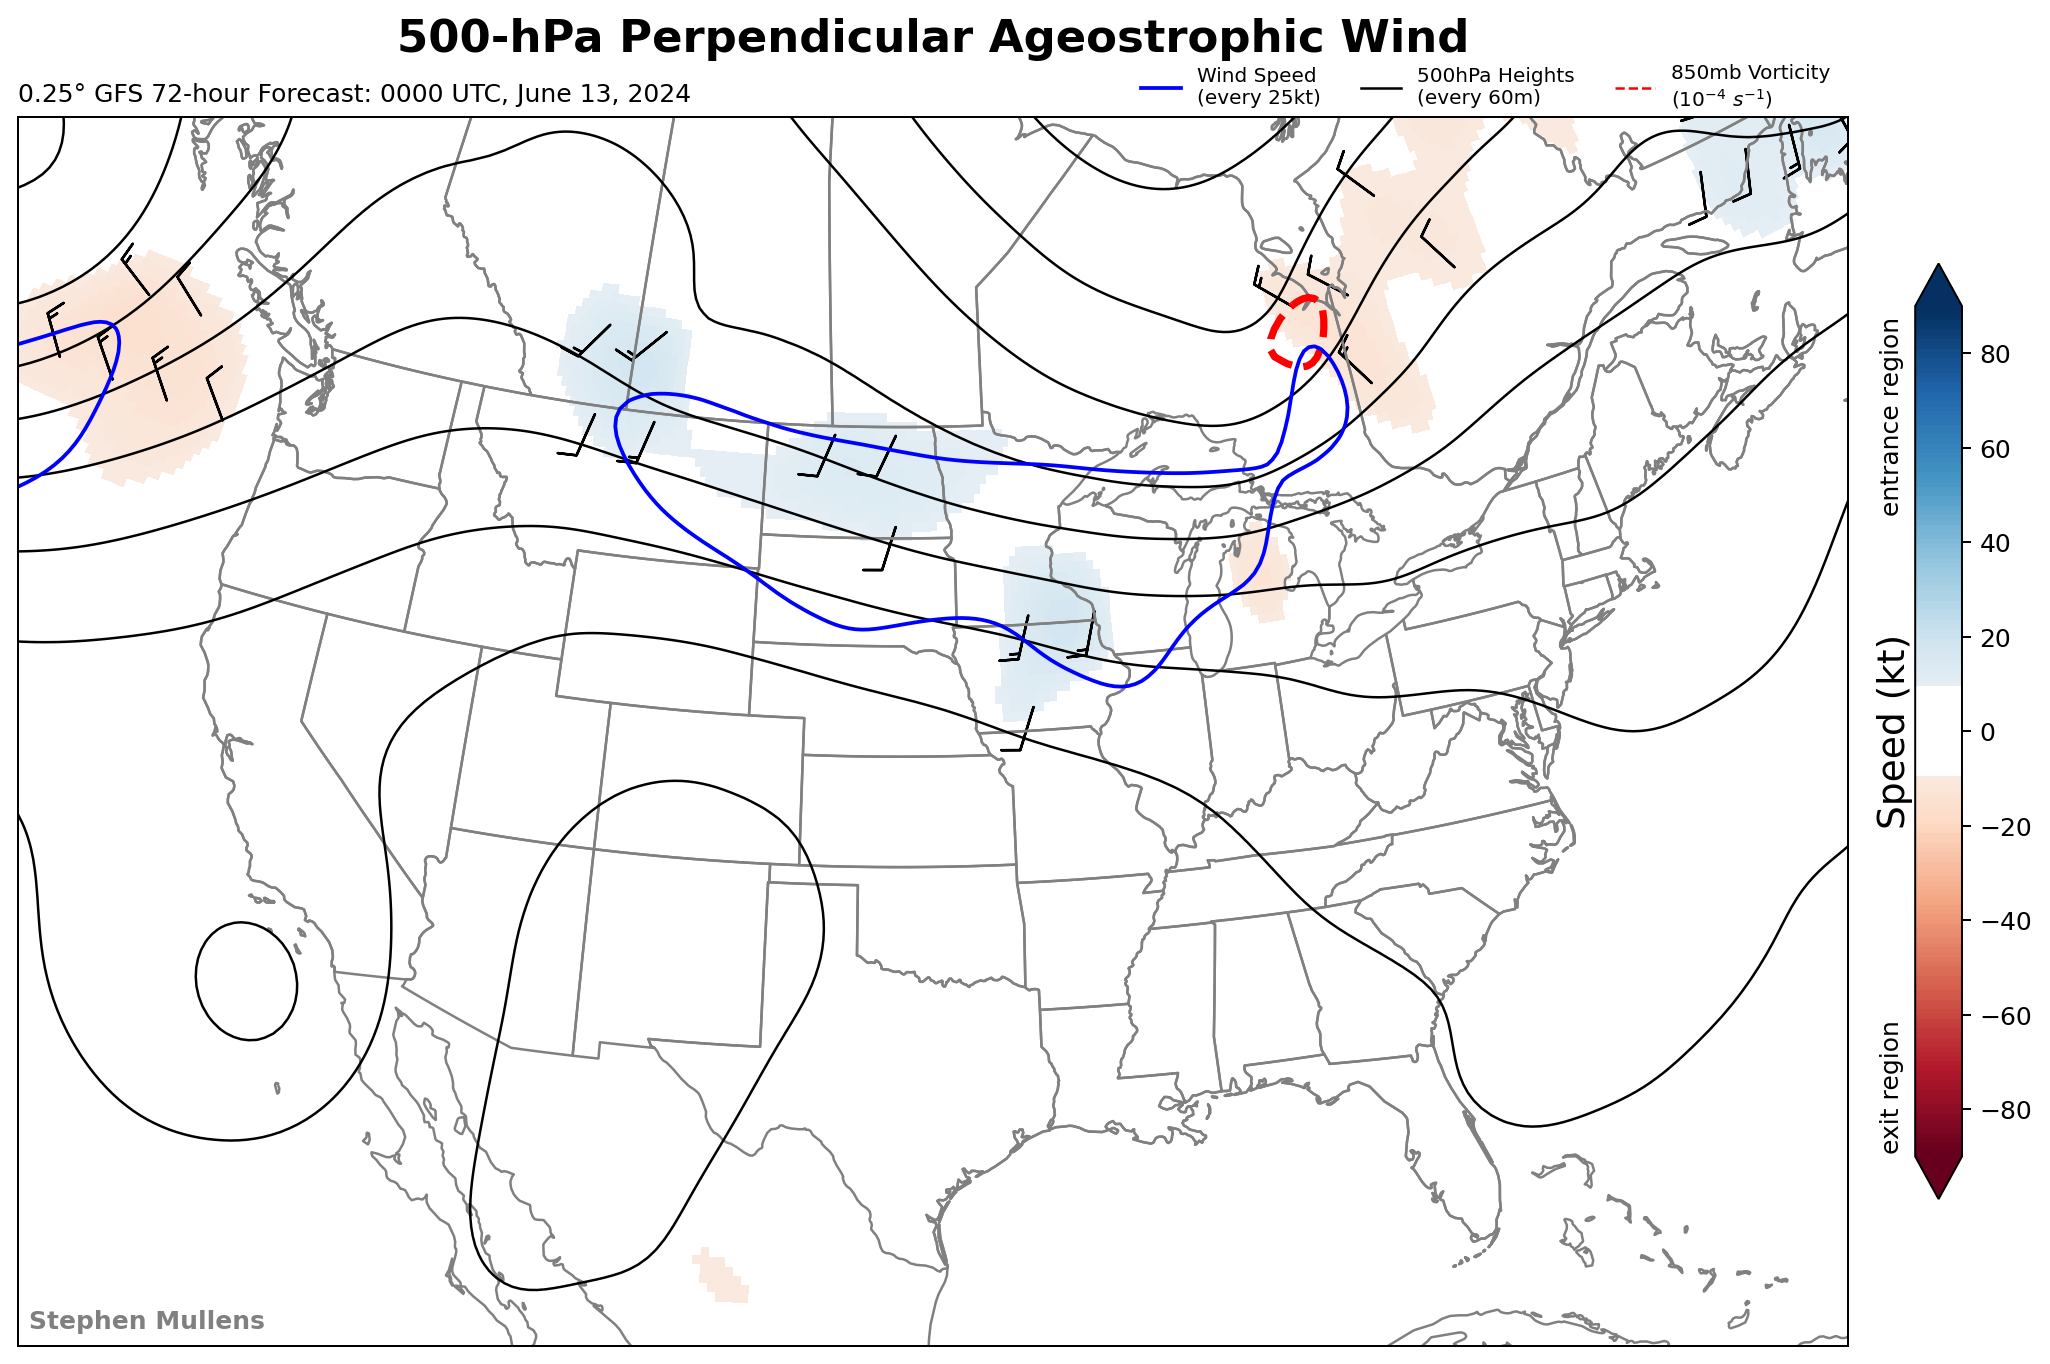 500-hPa Perpendicular Ageostrophic Wind
0.25° GFS 72-hour Forecast: 0000 UTC, June 13, 2024
Wind Speed
(every 25kt)
500hPa Heights
(every 60m)
850mb Vorticity
(10⁻⁴ s⁻¹)
entrance region
Speed (kt)
exit region
80
60
40
20
0
−20
−40
−60
−80
Stephen Mullens